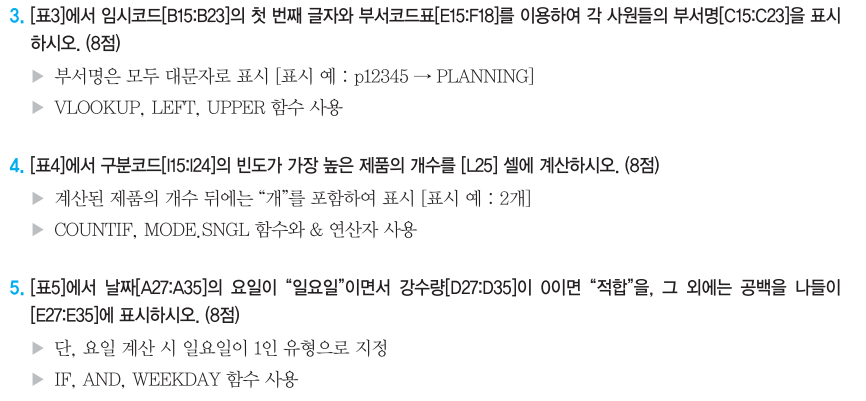 3. [표3]에서 임시코드[B15:B23]의 첫 번째 글자와 부서코드표[E15:F18]를 이용하여 각 사원들의 부서명[C15:C23]을 표시
하시오. (8점)
▶ 부서명은 모두 대문자로 표시 [표시 예 : p12345 → PLANNING]
▶ VLOOKUP, LEFT, UPPER 함수 사용
4. [표4]에서 구분코드[I15:I24]의 빈도가 가장 높은 제품의 개수를 [L25] 셀에 계산하시오. (8점)
▶ 계산된 제품의 개수 뒤에는 “개”를 포함하여 표시 [표시 예 : 2개]
▶ COUNTIF, MODE.SNGL 함수와 & 연산자 사용
5. [표5]에서 날짜[A27:A35]의 요일이 “일요일”이면서 강수량[D27:D35]이 0이면 “적합”을, 그 외에는 공백을 나들이
[E27:E35]에 표시하시오. (8점)
▶ 단, 요일 계산 시 일요일이 1인 유형으로 지정
▶ IF, AND, WEEKDAY 함수 사용